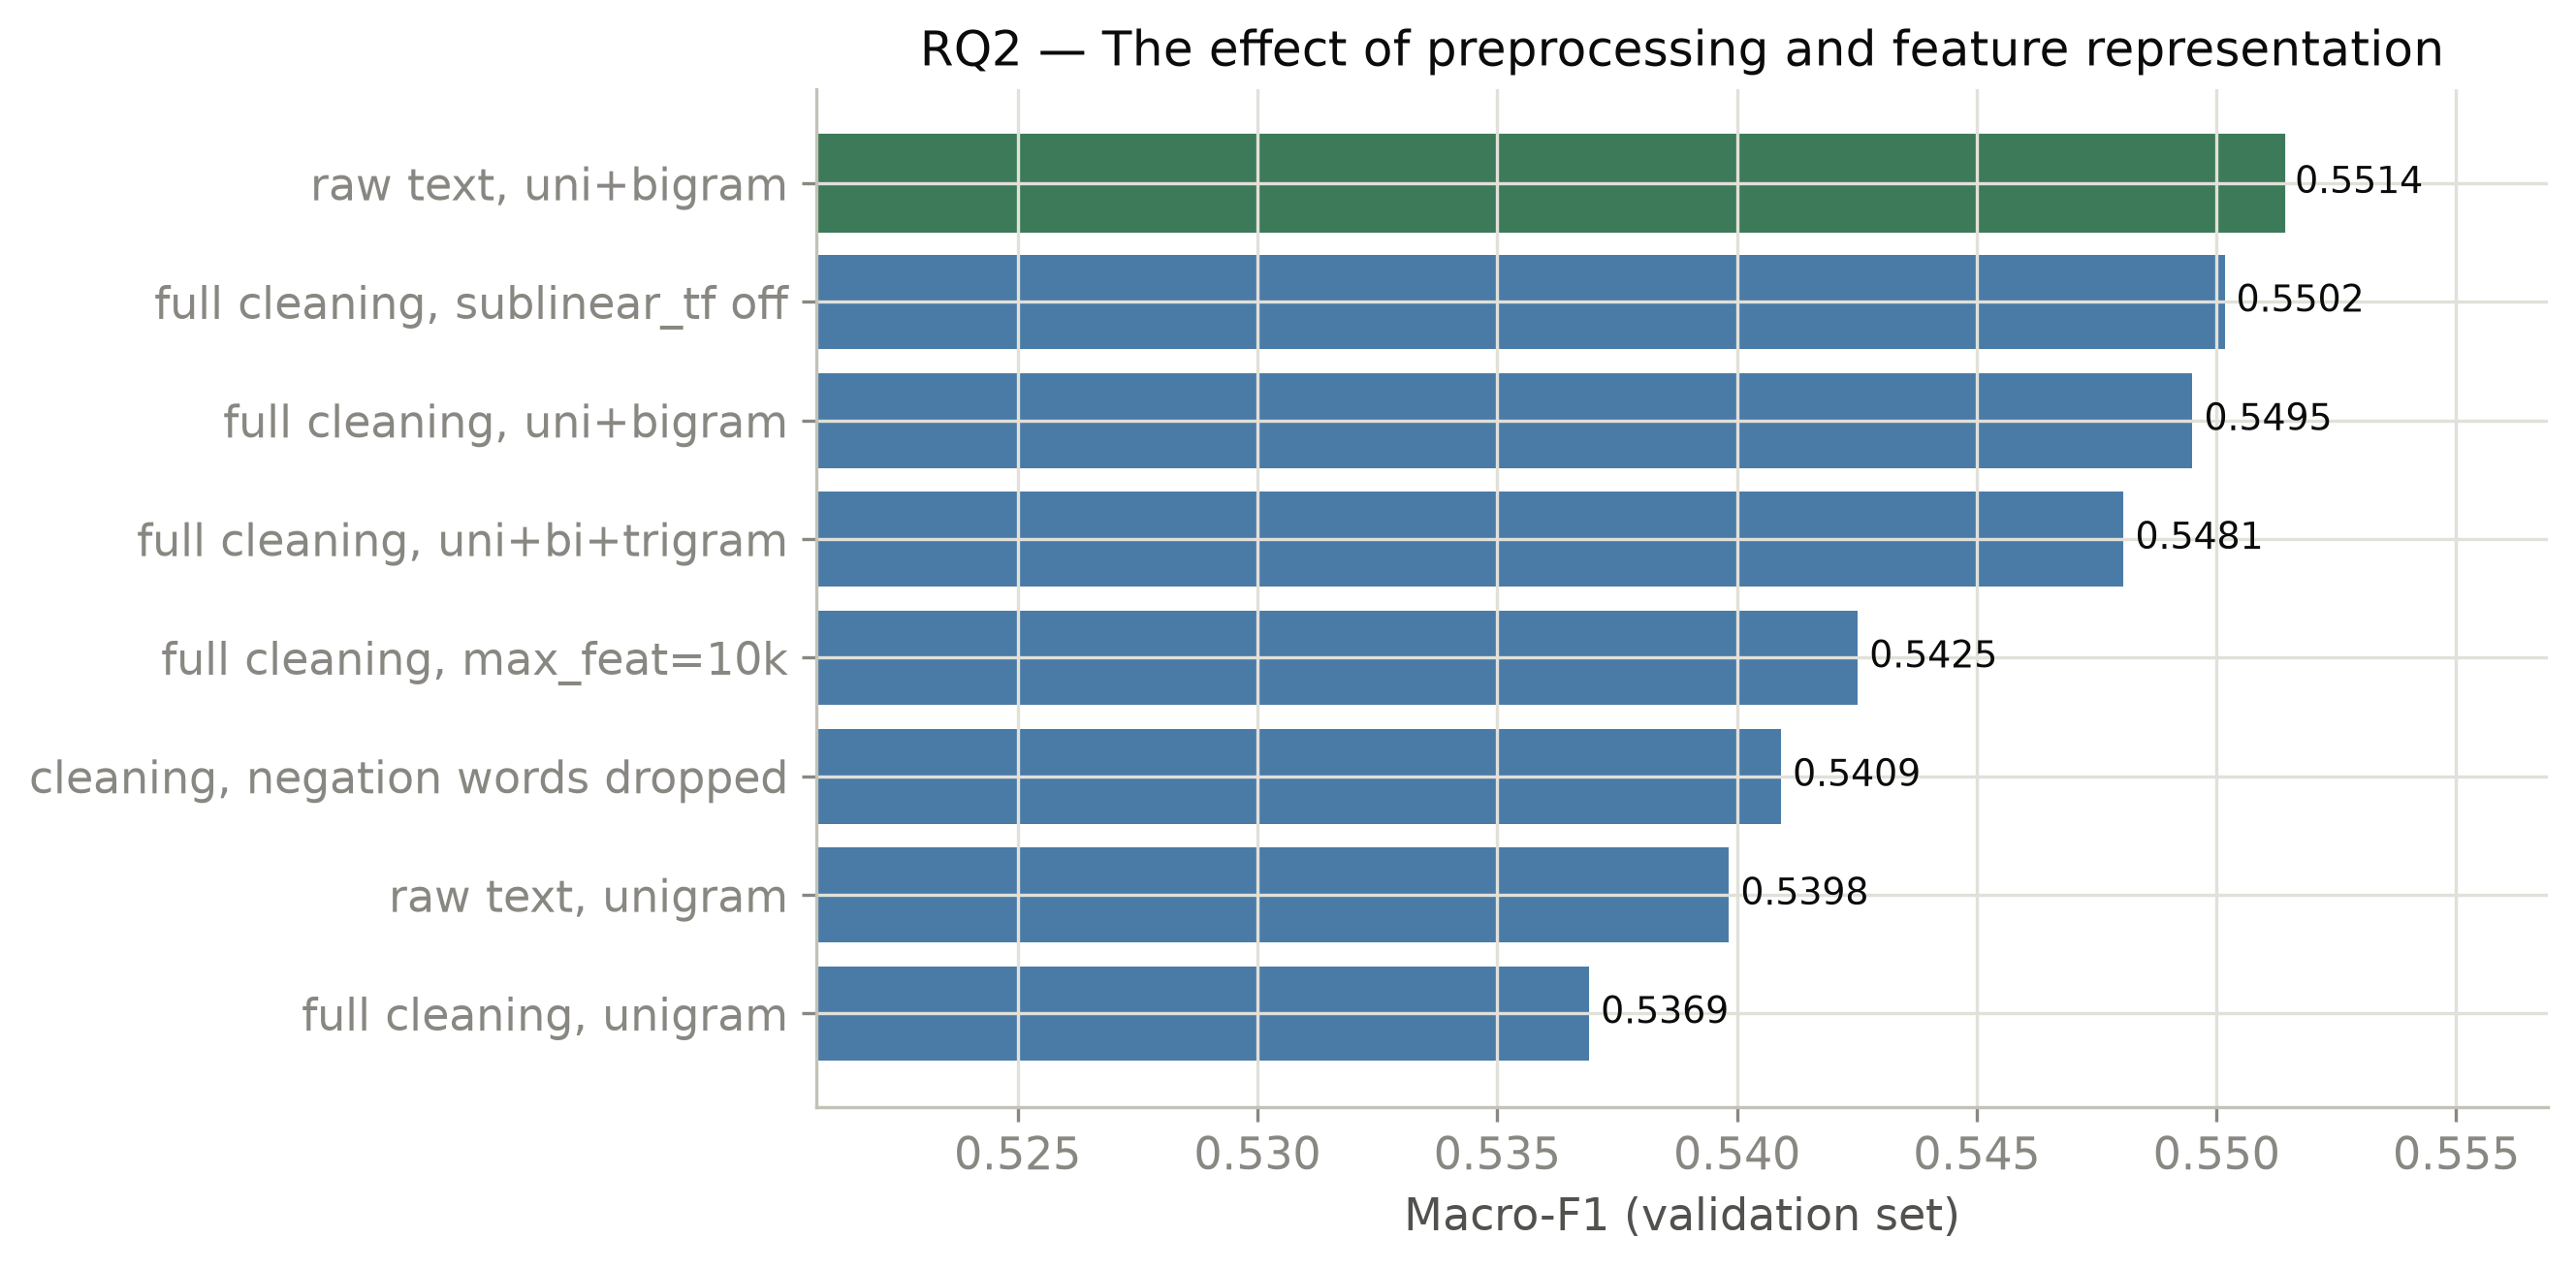 RQ2 — The effect of preprocessing and feature representation
raw text, uni+bigram
0.5514
full cleaning, sublinear_tf off
0.5502
full cleaning, uni+bigram
0.5495
full cleaning, uni+bi+trigram
0.5481
full cleaning, max_feat=10k
0.5425
cleaning, negation words dropped
0.5409
raw text, unigram
0.5398
full cleaning, unigram
0.5369
0.525 0.530 0.535 0.540 0.545 0.550 0.555
Macro-F1 (validation set)